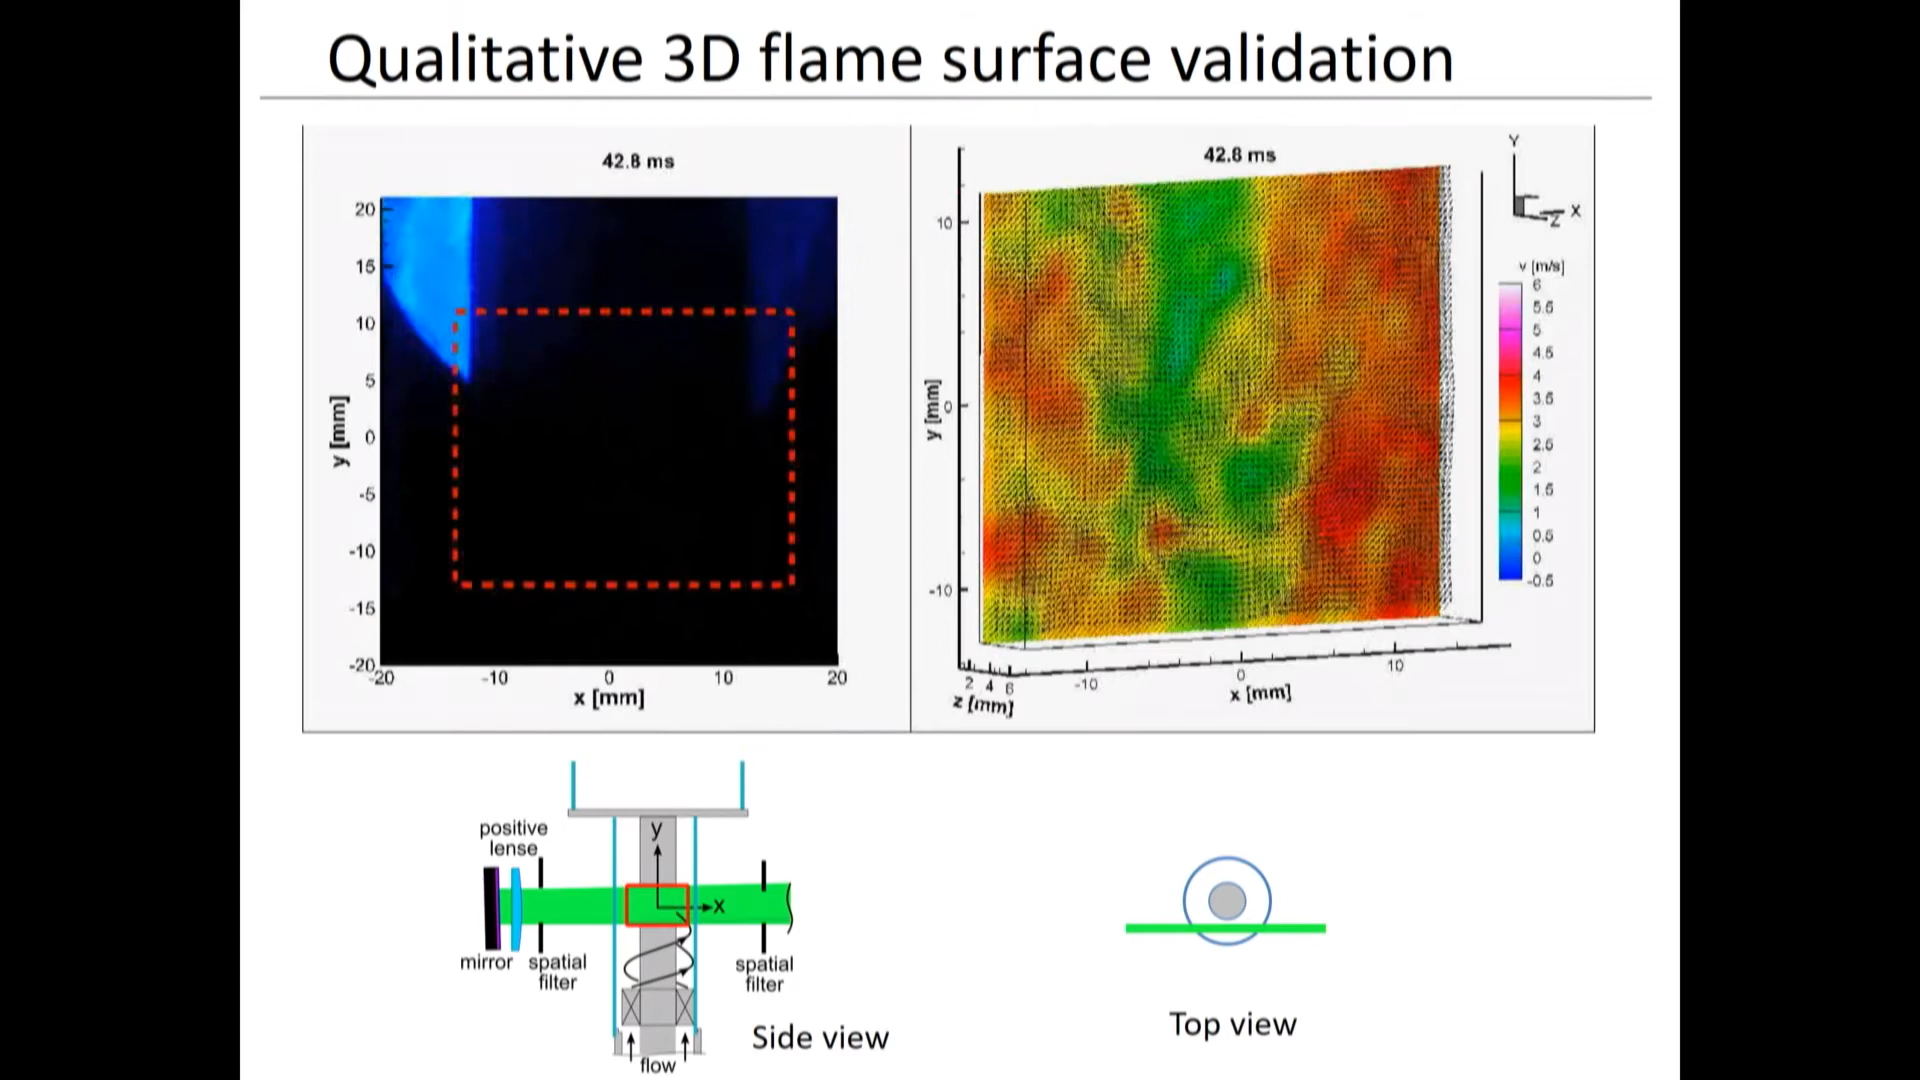 Qualitative 3D flame surface validation
42.8 ms
20
15
10
5
0
-5
-10
-15
-20
y [mm]
-20
-10
0
10
20
x [mm]
42.8 ms
10
0
-10
y [mm]
2 4 6
z [mm]
-10
0
10
x [mm]
Y
X
Z
v [m/s]
6
5.5
5
4.5
4
3.5
3
2.5
2
1.5
1
0.5
0
-0.5
positive
lense
mirror
spatial
filter
y
x
spatial
filter
flow
Side view
Top view